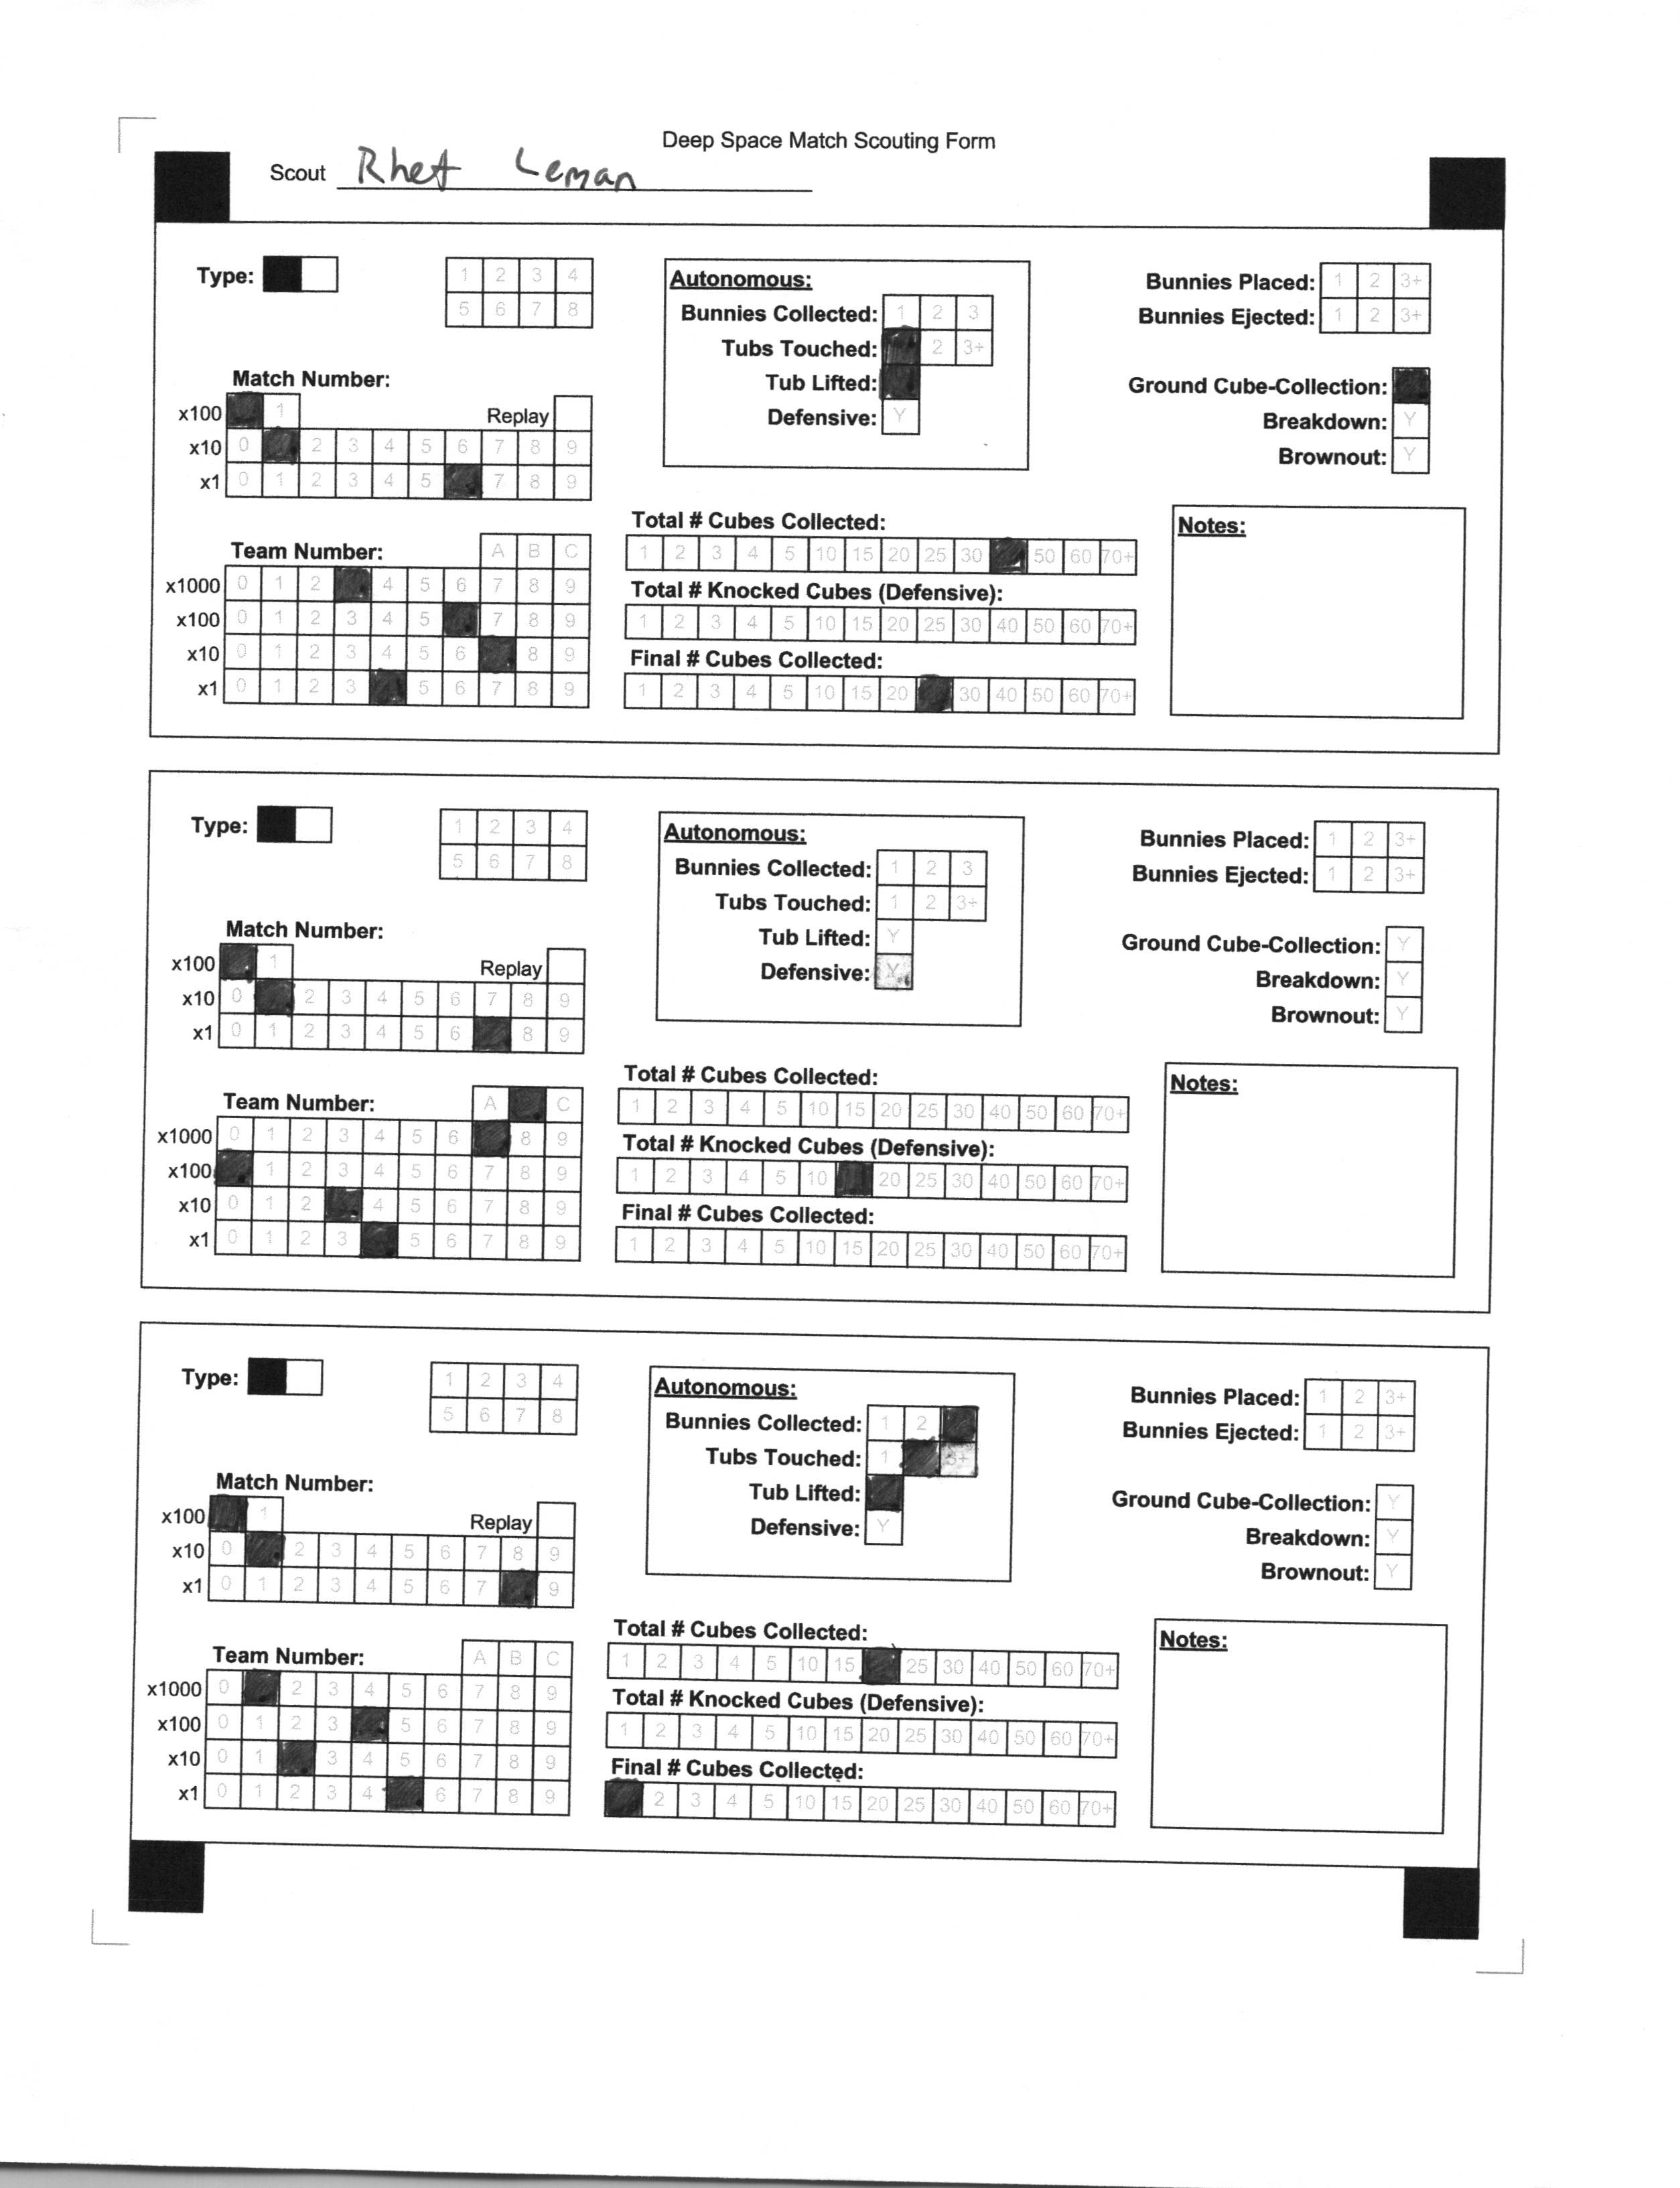 Deep Space Match Scouting Form
Scout Rhet Leman
Type:
1 2 3 4
5 6 7 8
Match Number:
x100 1 Replay
x10 0 2 3 4 5 6 7 8 9
x1 0 1 2 3 4 5 7 8 9
Team Number: A B C
x1000 0 1 2 4 5 6 7 8 9
x100 0 1 2 3 4 5 7 8 9
x10 0 1 2 3 4 5 6 8 9
x1 0 1 2 3 5 6 7 8 9
Autonomous:
Bunnies Collected: 1 2 3
Tubs Touched: 2 3+
Tub Lifted:
Defensive: Y
Total # Cubes Collected:
1 2 3 4 5 10 15 20 25 30 50 60 70+
Total # Knocked Cubes (Defensive):
1 2 3 4 5 10 15 20 25 30 40 50 60 70+
Final # Cubes Collected:
1 2 3 4 5 10 15 20 30 40 50 60 70+
Bunnies Placed: 1 2 3+
Bunnies Ejected: 1 2 3+
Ground Cube-Collection:
Breakdown: Y
Brownout: Y
Notes:
Type:
1 2 3 4
5 6 7 8
Match Number:
x100 1 Replay
x10 0 2 3 4 5 6 7 8 9
x1 0 1 2 3 4 5 6 8 9
Team Number: A C
x1000 0 1 2 3 4 5 6 8 9
x100 1 2 3 4 5 6 7 8 9
x10 0 1 2 4 5 6 7 8 9
x1 0 1 2 3 5 6 7 8 9
Autonomous:
Bunnies Collected: 1 2 3
Tubs Touched: 1 2 3+
Tub Lifted: Y
Defensive: Y
Total # Cubes Collected:
1 2 3 4 5 10 15 20 25 30 40 50 60 70+
Total # Knocked Cubes (Defensive):
1 2 3 4 5 10 20 25 30 40 50 60 70+
Final # Cubes Collected:
1 2 3 4 5 10 15 20 25 30 40 50 60 70+
Bunnies Placed: 1 2 3+
Bunnies Ejected: 1 2 3+
Ground Cube-Collection: Y
Breakdown: Y
Brownout: Y
Notes:
Type:
1 2 3 4
5 6 7 8
Match Number:
x100 1 Replay
x10 0 2 3 4 5 6 7 8 9
x1 0 1 2 3 4 5 6 7 9
Team Number: A B C
x1000 0 2 3 4 5 6 7 8 9
x100 0 1 2 3 5 6 7 8 9
x10 0 1 3 4 5 6 7 8 9
x1 0 1 2 3 4 6 7 8 9
Autonomous:
Bunnies Collected: 1 2
Tubs Touched: 1 3+
Tub Lifted:
Defensive: Y
Total # Cubes Collected:
1 2 3 4 5 10 15 25 30 40 50 60 70+
Total # Knocked Cubes (Defensive):
1 2 3 4 5 10 15 20 25 30 40 50 60 70+
Final # Cubes Collected:
2 3 4 5 10 15 20 25 30 40 50 60 70+
Bunnies Placed: 1 2 3+
Bunnies Ejected: 1 2 3+
Ground Cube-Collection: Y
Breakdown: Y
Brownout: Y
Notes: